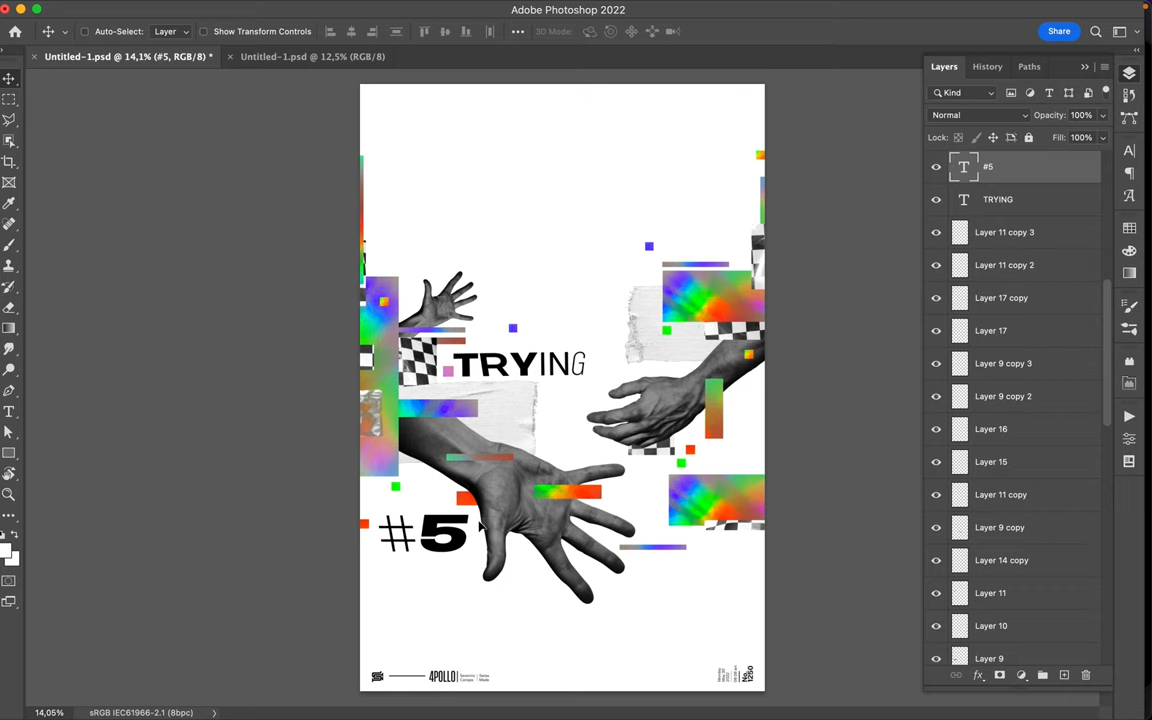 Adobe Photoshop 2022
Auto-Select: Layer Show Transform Controls ••• 3D Mode: Share
Untitled-1.psd @ 14,1% (#5, RGB/8) * Untitled-1.psd @ 12,5% (RGB/8)
Layers History Paths
Kind
Normal Opacity: 100%
Lock: Fill: 100%
#5
TRYING
Layer 11 copy 3
Layer 11 copy 2
Layer 17 copy
Layer 17
Layer 9 copy 3
Layer 9 copy 2
Layer 16
Layer 15
Layer 11 copy
Layer 9 copy
Layer 14 copy
Layer 11
Layer 10
Layer 9
TRYING
#5
4POLLO
No. 1250
14,05% sRGB IEC61966-2.1 (8bpc)